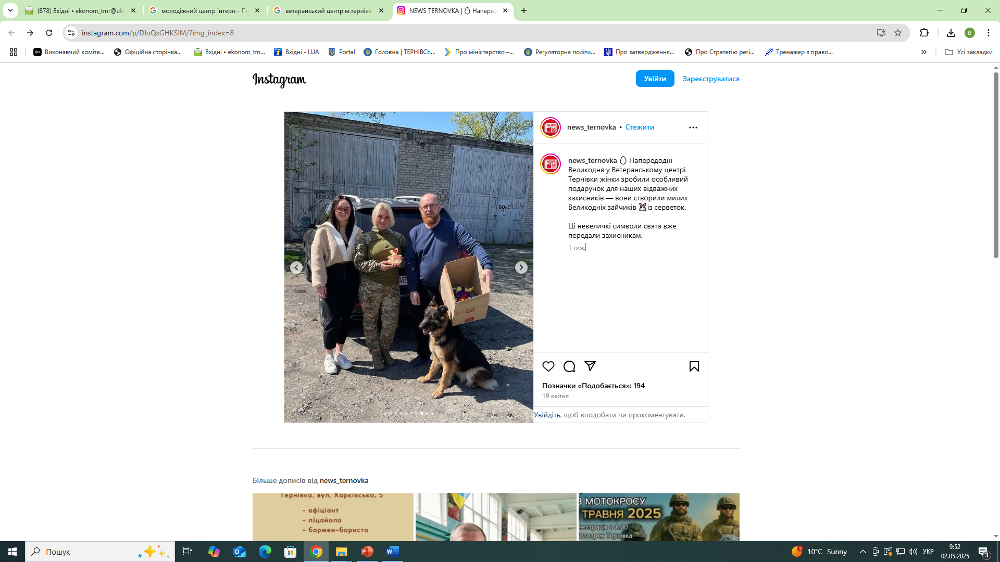 (878) Вхідні • ekonom_tmr@uk
молодіжний центр інтерн - По
ветеранський центр м.тернівк
NEWS TERNOVKA | Наперед
instagram.com/p/DIoQxGHKSIM/?img_index=8
B
Дія Виконавчий коміте...
Офіційна сторінка...
Вхідні • ekonom_tm...
Вхідні - I.UA
Portal
Головна | ТЕРНІВСЬ...
Про міністерство –...
Регуляторна політи...
Про затвердження...
Про Стратегію регі...
Тренажер з право...
Усі закладки
Instagram
Увійти
Зареєструватися
БОКС
БОКС
news_ternovka • Стежити
news_ternovka Напередодні
Великодня у Ветеранському центрі
Тернівки жінки зробили особливий
подарунок для наших відважних
захисників — вони створили милих
Великодніх зайчиків із серветок.
Ці невеличкі символи свята вже
передали захисникам.
1 тиж.
Позначки «Подобається»: 194
19 квітня
Увійдіть, щоб вподобати чи прокоментувати.
Більше дописів від news_ternovka
Тернівка, вул. Харківська, 5
- офіціант
- піцайоло
- бармен-бариста
З МОТОКРОСУ
ТРАВНЯ 2025
еєстрація о 8:00
ототрек Тернівка
Пошук
1
10°C Sunny
УКР
9:52
02.05.2025
3